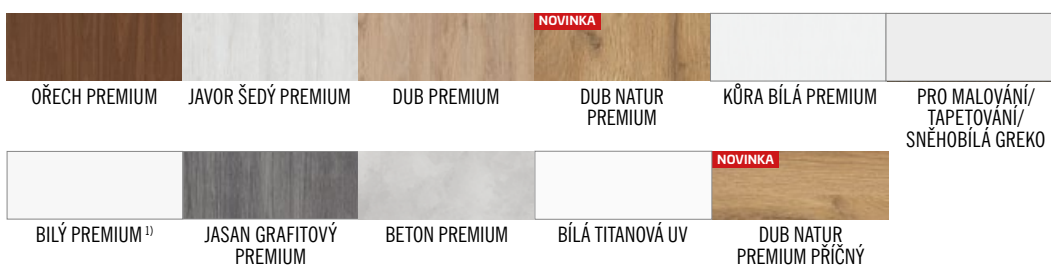 NOVINKA
OŘECH PREMIUM
JAVOR ŠEDÝ PREMIUM
DUB PREMIUM
DUB NATUR
PREMIUM
KŮRA BÍLÁ PREMIUM
PRO MALOVÁNÍ/
TAPETOVÁNÍ/
SNĚHOBÍLÁ GREKO
NOVINKA
BILÝ PREMIUM 1)
JASAN GRAFITOVÝ
PREMIUM
BETON PREMIUM
BÍLÁ TITANOVÁ UV
DUB NATUR
PREMIUM PŘÍČNÝ